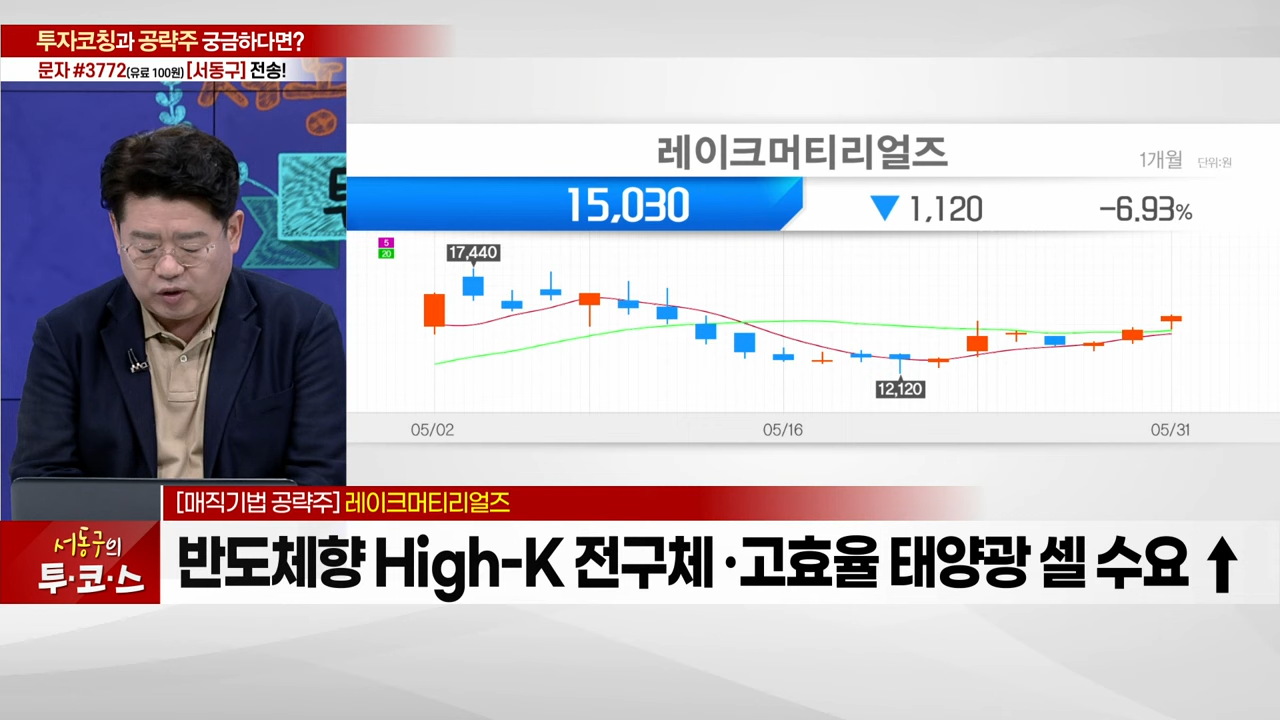 투자코칭과 공략주 궁금하다면?
문자 #3772(유료 100원) [서동구] 전송!
레이크머티리얼즈
1개월 단위:원
15,030 ▼ 1,120 -6.93%
5
20
17,440
12,120
05/02 05/16 05/31
[매직기법 공략주] 레이크머티리얼즈
서동구의
투·코·스
반도체향 High-K 전구체·고효율 태양광 셀 수요 ↑